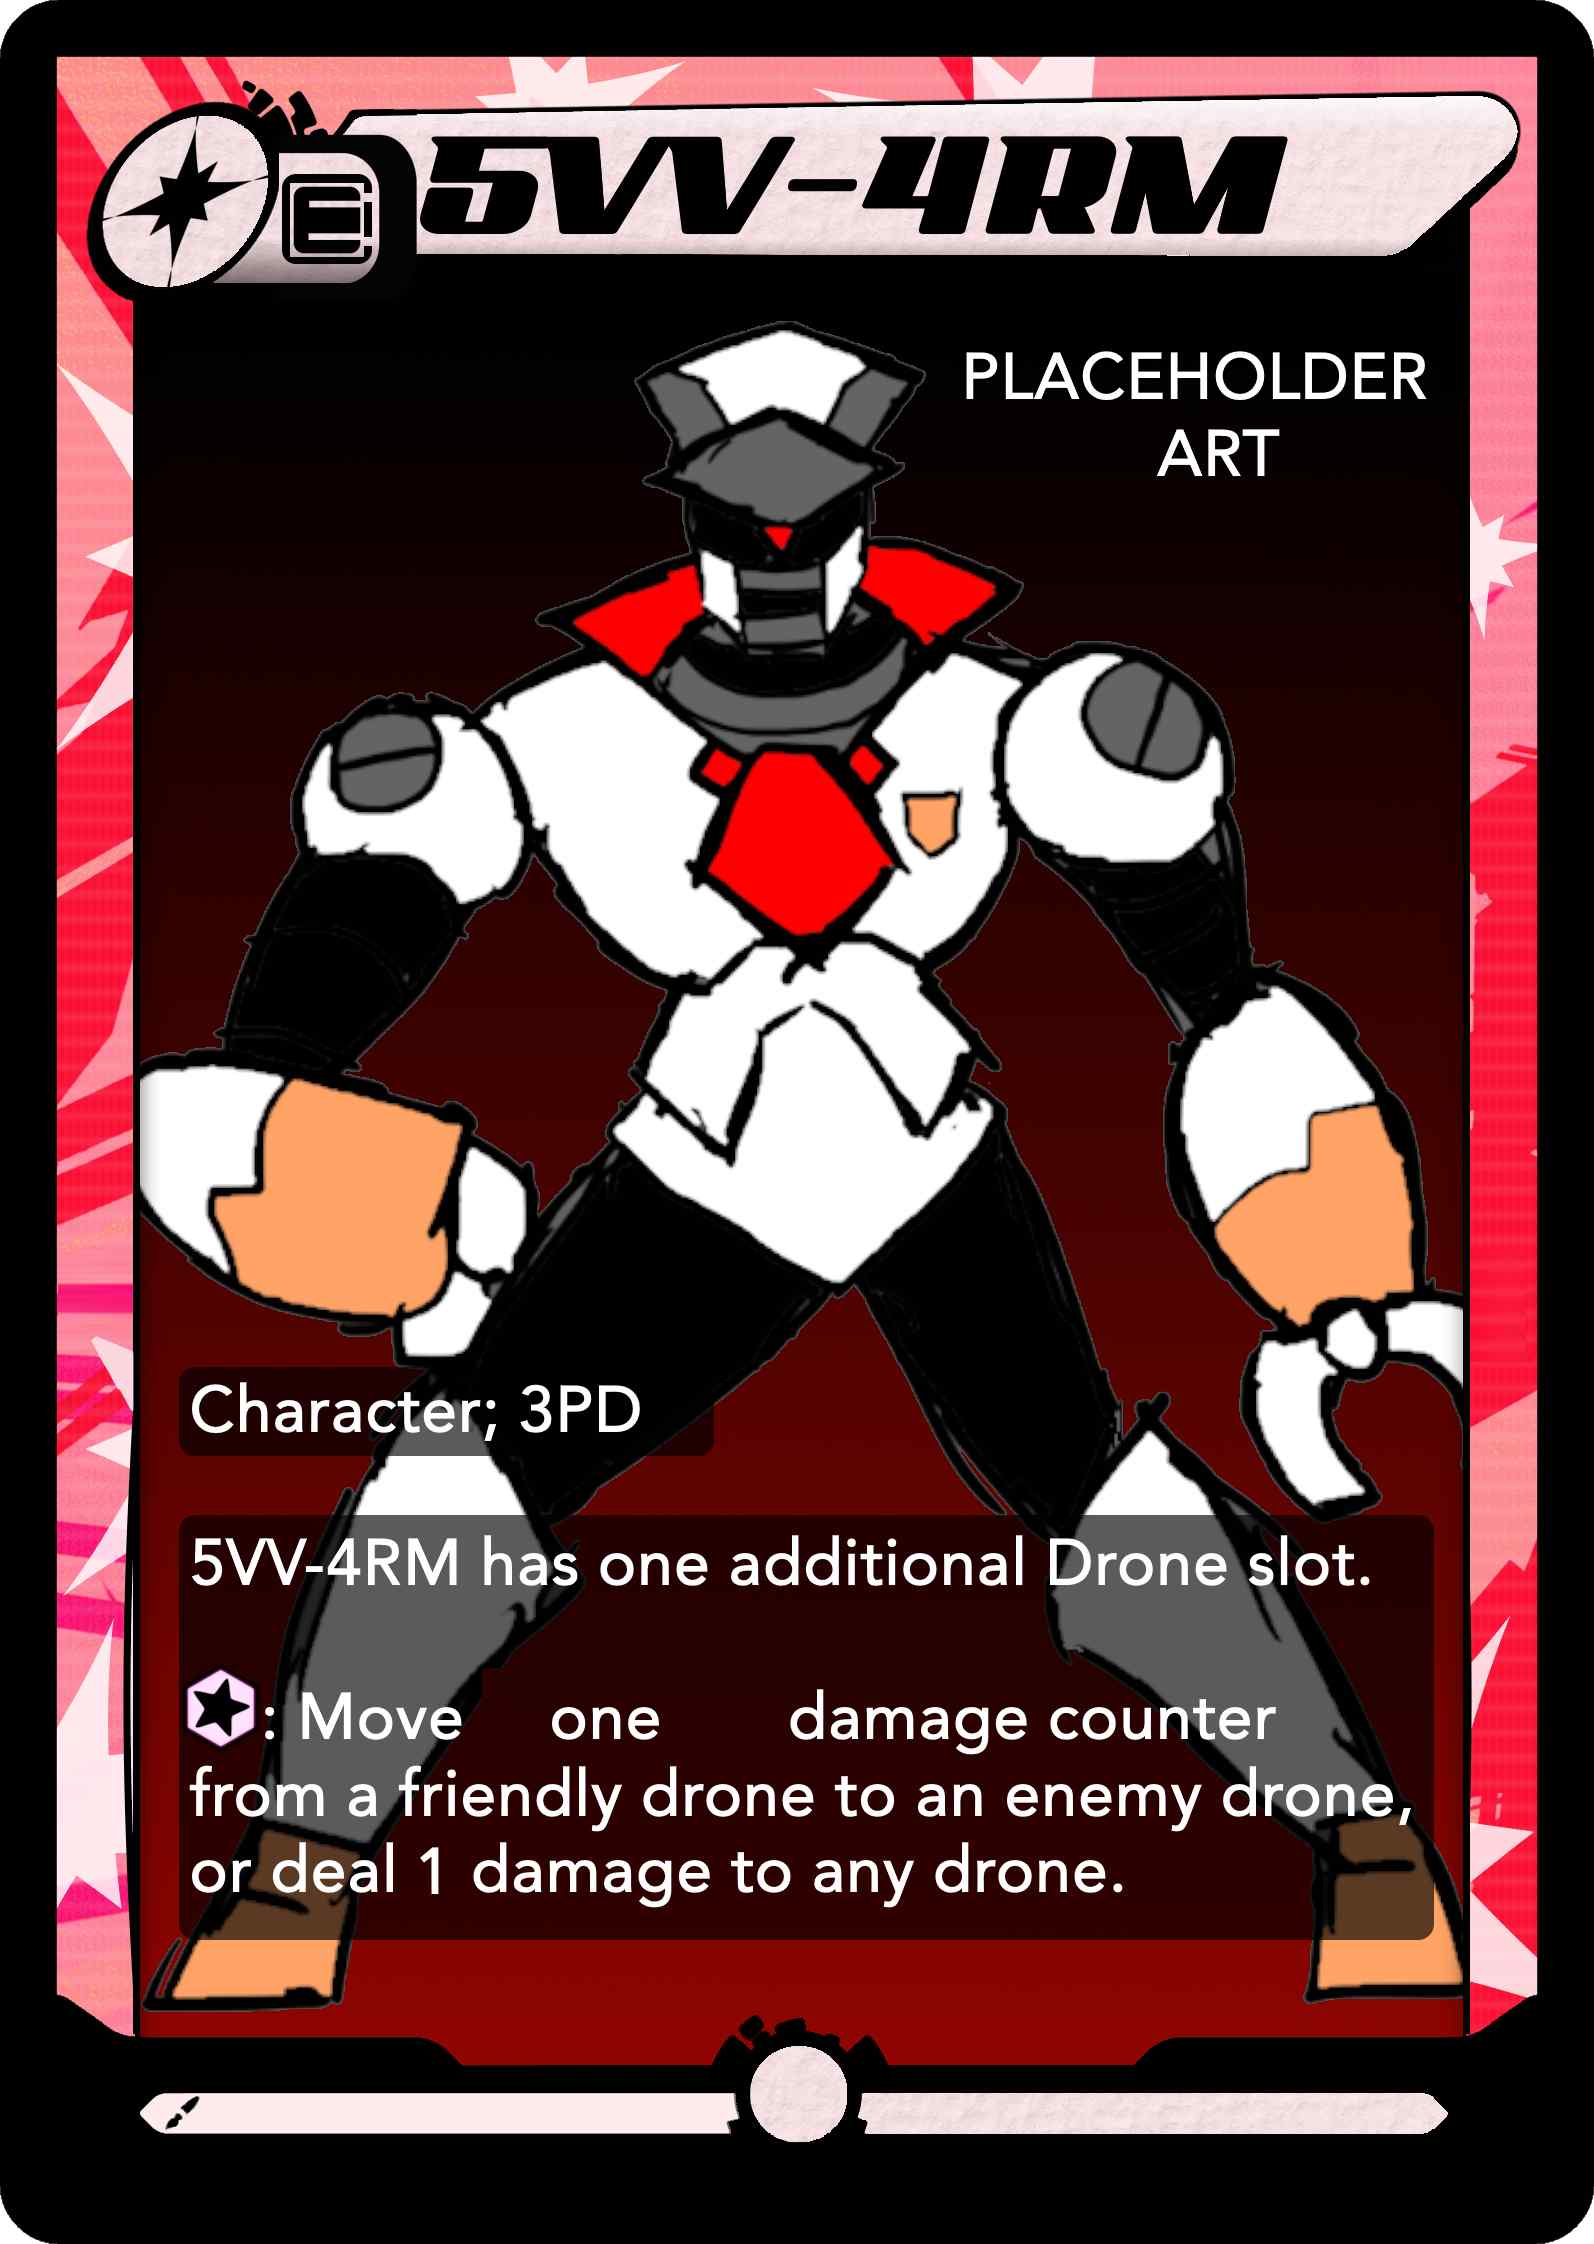 E
5VV-4RM
PLACEHOLDER
ART
Character; 3PD
5VV-4RM has one additional Drone slot.
: Move one damage counter
from a friendly drone to an enemy drone,
or deal 1 damage to any drone.